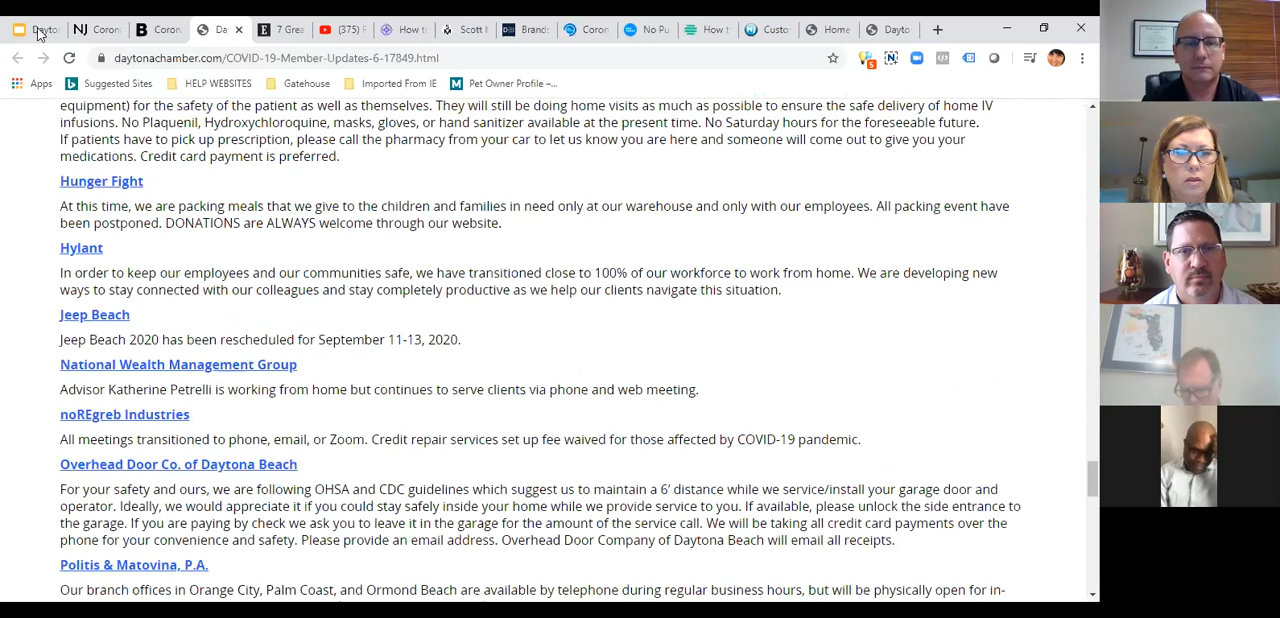 Dayto
Coron
Coron
Da
7 Grea
(375) F
How to
Scott I
Brands
Coron
No Pu
How t
Custo
Home
Dayto
daytonachamber.com/COVID-19-Member-Updates-6-17849.html
Apps
Suggested Sites
HELP WEBSITES
Gatehouse
Imported From IE
Pet Owner Profile –...
equipment) for the safety of the patient as well as themselves. They will still be doing home visits as much as possible to ensure the safe delivery of home IV
infusions. No Plaquenil, Hydroxychloroquine, masks, gloves, or hand sanitizer available at the present time. No Saturday hours for the foreseeable future.
If patients have to pick up prescription, please call the pharmacy from your car to let us know you are here and someone will come out to give you your
medications. Credit card payment is preferred.
Hunger Fight
At this time, we are packing meals that we give to the children and families in need only at our warehouse and only with our employees. All packing event have
been postponed. DONATIONS are ALWAYS welcome through our website.
Hylant
In order to keep our employees and our communities safe, we have transitioned close to 100% of our workforce to work from home. We are developing new
ways to stay connected with our colleagues and stay completely productive as we help our clients navigate this situation.
Jeep Beach
Jeep Beach 2020 has been rescheduled for September 11-13, 2020.
National Wealth Management Group
Advisor Katherine Petrelli is working from home but continues to serve clients via phone and web meeting.
noREgreb Industries
All meetings transitioned to phone, email, or Zoom. Credit repair services set up fee waived for those affected by COVID-19 pandemic.
Overhead Door Co. of Daytona Beach
For your safety and ours, we are following OHSA and CDC guidelines which suggest us to maintain a 6’ distance while we service/install your garage door and
operator. Ideally, we would appreciate it if you could stay safely inside your home while we provide service to you. If available, please unlock the side entrance to
the garage. If you are paying by check we ask you to leave it in the garage for the amount of the service call. We will be taking all credit card payments over the
phone for your convenience and safety. Please provide an email address. Overhead Door Company of Daytona Beach will email all receipts.
Politis & Matovina, P.A.
Our branch offices in Orange City, Palm Coast, and Ormond Beach are available by telephone during regular business hours, but will be physically open for in-